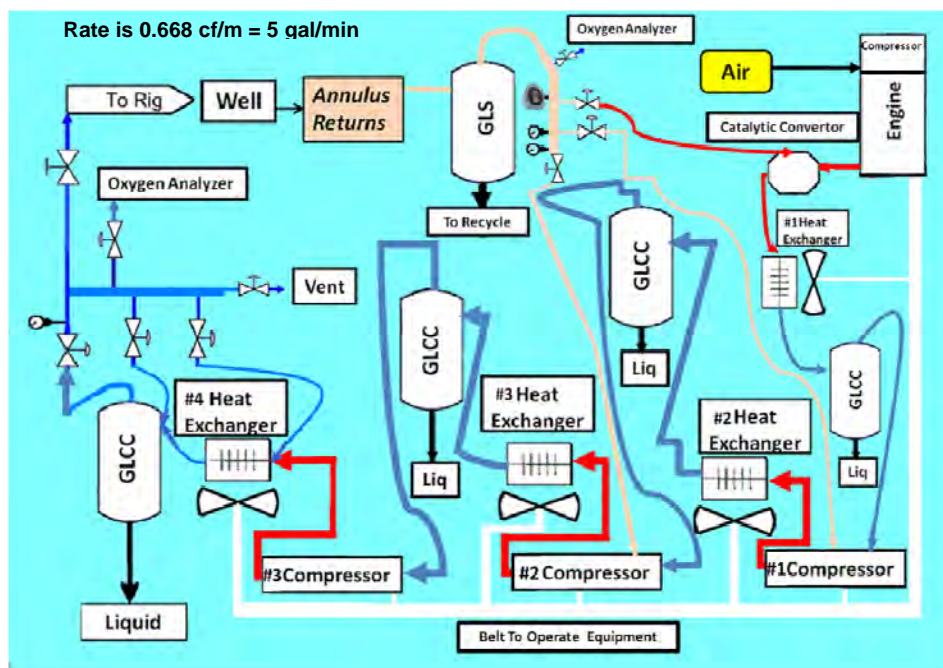 Rate is 0.668 cf/m = 5 gal/min
Oxygen Analyzer
Compressor
Air
To Rig
Well
Annulus
Returns
GLS
Engine
Catalytic Convertor
Oxygen Analyzer
To Recycle
#1Heat
Exchanger
Vent
GLCC
GLCC
GLCC
#4 Heat
Exchanger
#3 Heat
Exchanger
Liq
#2Heat
Exchanger
GLCC
Liq
Liq
#3Compressor
#2 Compressor
#1Compressor
Liquid
Belt To Operate Equipment